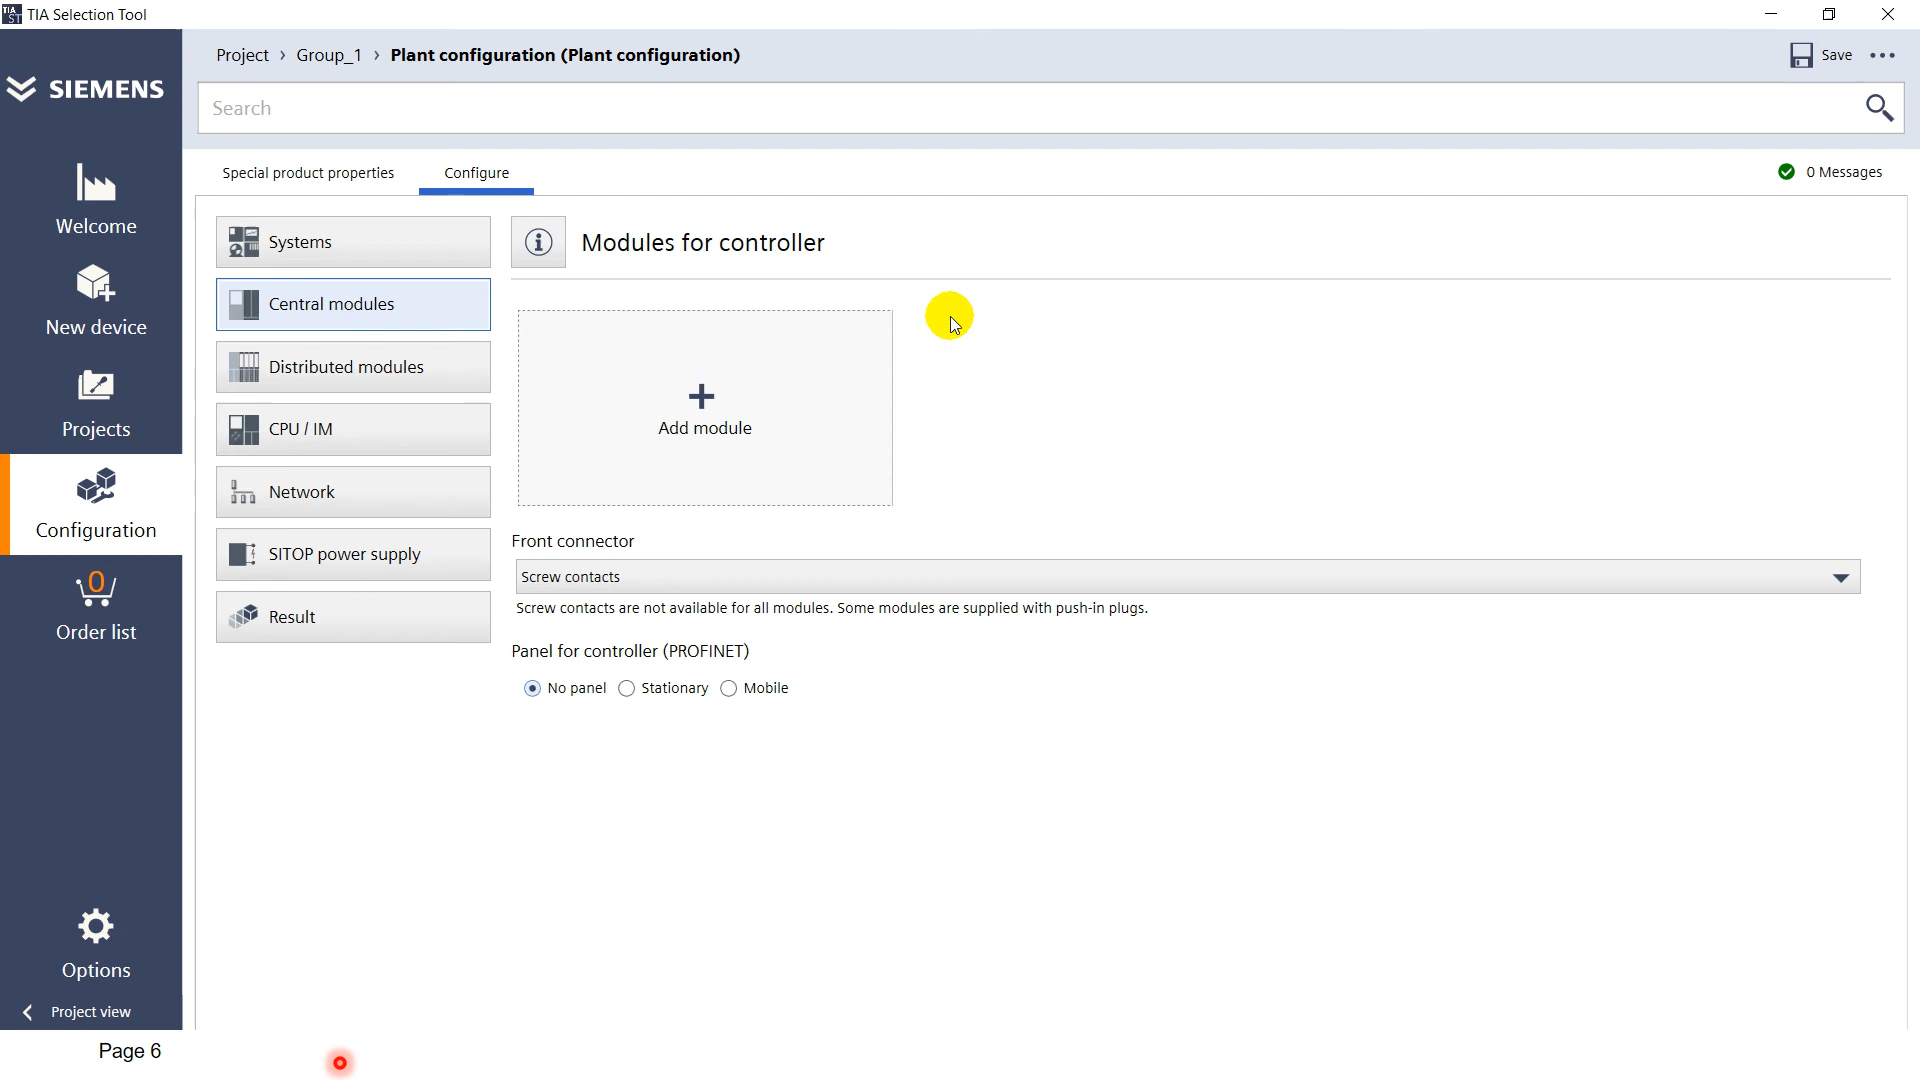 TIA ST TIA Selection Tool
SIEMENS
Project › Group_1 › Plant configuration (Plant configuration)
Save
Search
Special product properties
Configure
0 Messages
Welcome
New device
Projects
Configuration
0
Order list
Options
Project view
Systems
Central modules
Distributed modules
CPU / IM
Network
SITOP power supply
Result
Modules for controller
Add module
Front connector
Screw contacts
Screw contacts are not available for all modules. Some modules are supplied with push-in plugs.
Panel for controller (PROFINET)
No panel Stationary Mobile
Page 6